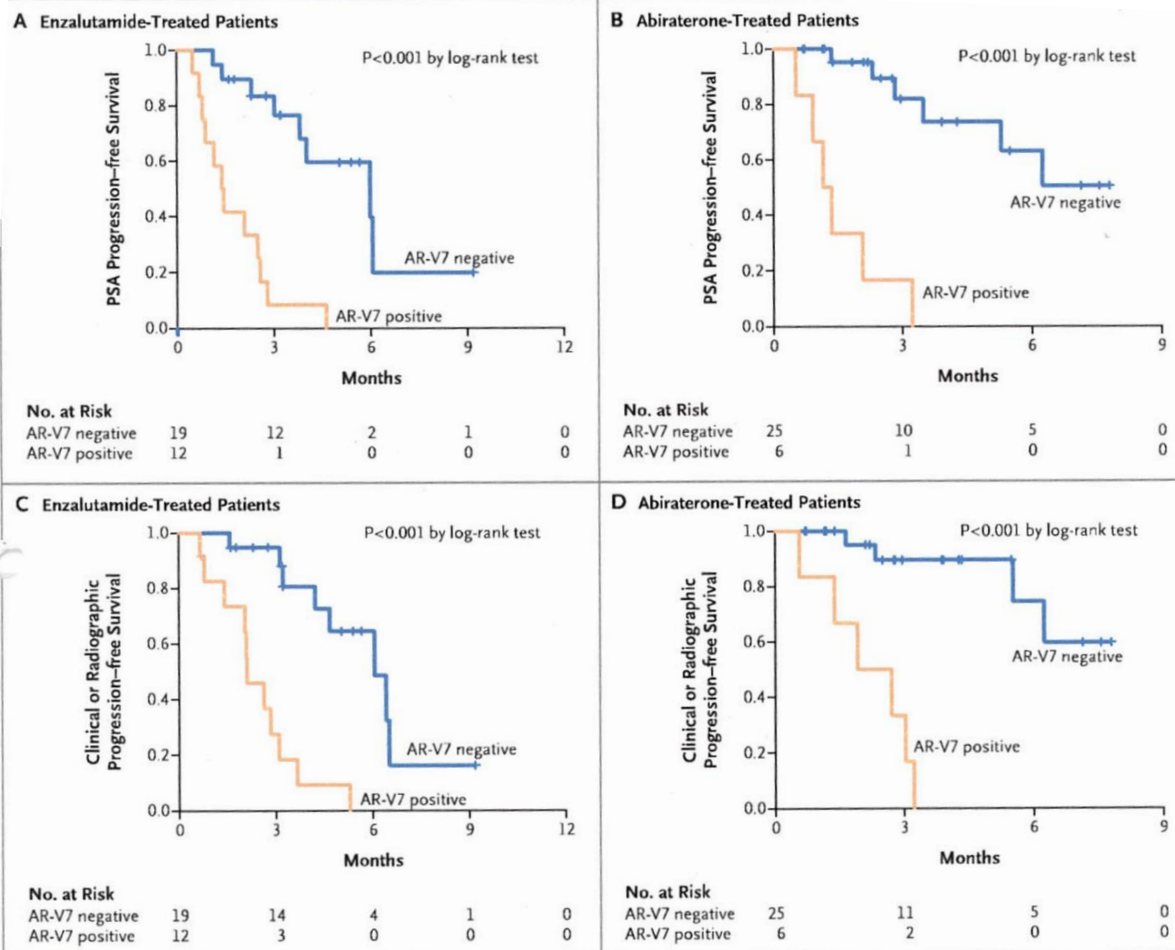 A Enzalutamide-Treated Patients
P<0.001 by log-rank test
PSA Progression–free Survival
1.0
0.8
0.6
0.4
0.2
0.0
AR-V7 negative
AR-V7 positive
0 3 6 9 12
Months
No. at Risk
AR-V7 negative 19 12 2 1 0
AR-V7 positive 12 1 0 0 0
B Abiraterone-Treated Patients
P<0.001 by log-rank test
PSA Progression–free Survival
1.0
0.8
0.6
0.4
0.2
0.0
AR-V7 negative
AR-V7 positive
0 3 6 9
Months
No. at Risk
AR-V7 negative 25 10 5 0
AR-V7 positive 6 1 0 0
C Enzalutamide-Treated Patients
P<0.001 by log-rank test
Clinical or Radiographic
Progression–free Survival
1.0
0.8
0.6
0.4
0.2
0.0
AR-V7 negative
AR-V7 positive
0 3 6 9 12
Months
No. at Risk
AR-V7 negative 19 14 4 1 0
AR-V7 positive 12 3 0 0 0
D Abiraterone-Treated Patients
P<0.001 by log-rank test
Clinical or Radiographic
Progression–free Survival
1.0
0.8
0.6
0.4
0.2
0.0
AR-V7 negative
AR-V7 positive
0 3 6 9
Months
No. at Risk
AR-V7 negative 25 11 5 0
AR-V7 positive 6 2 0 0